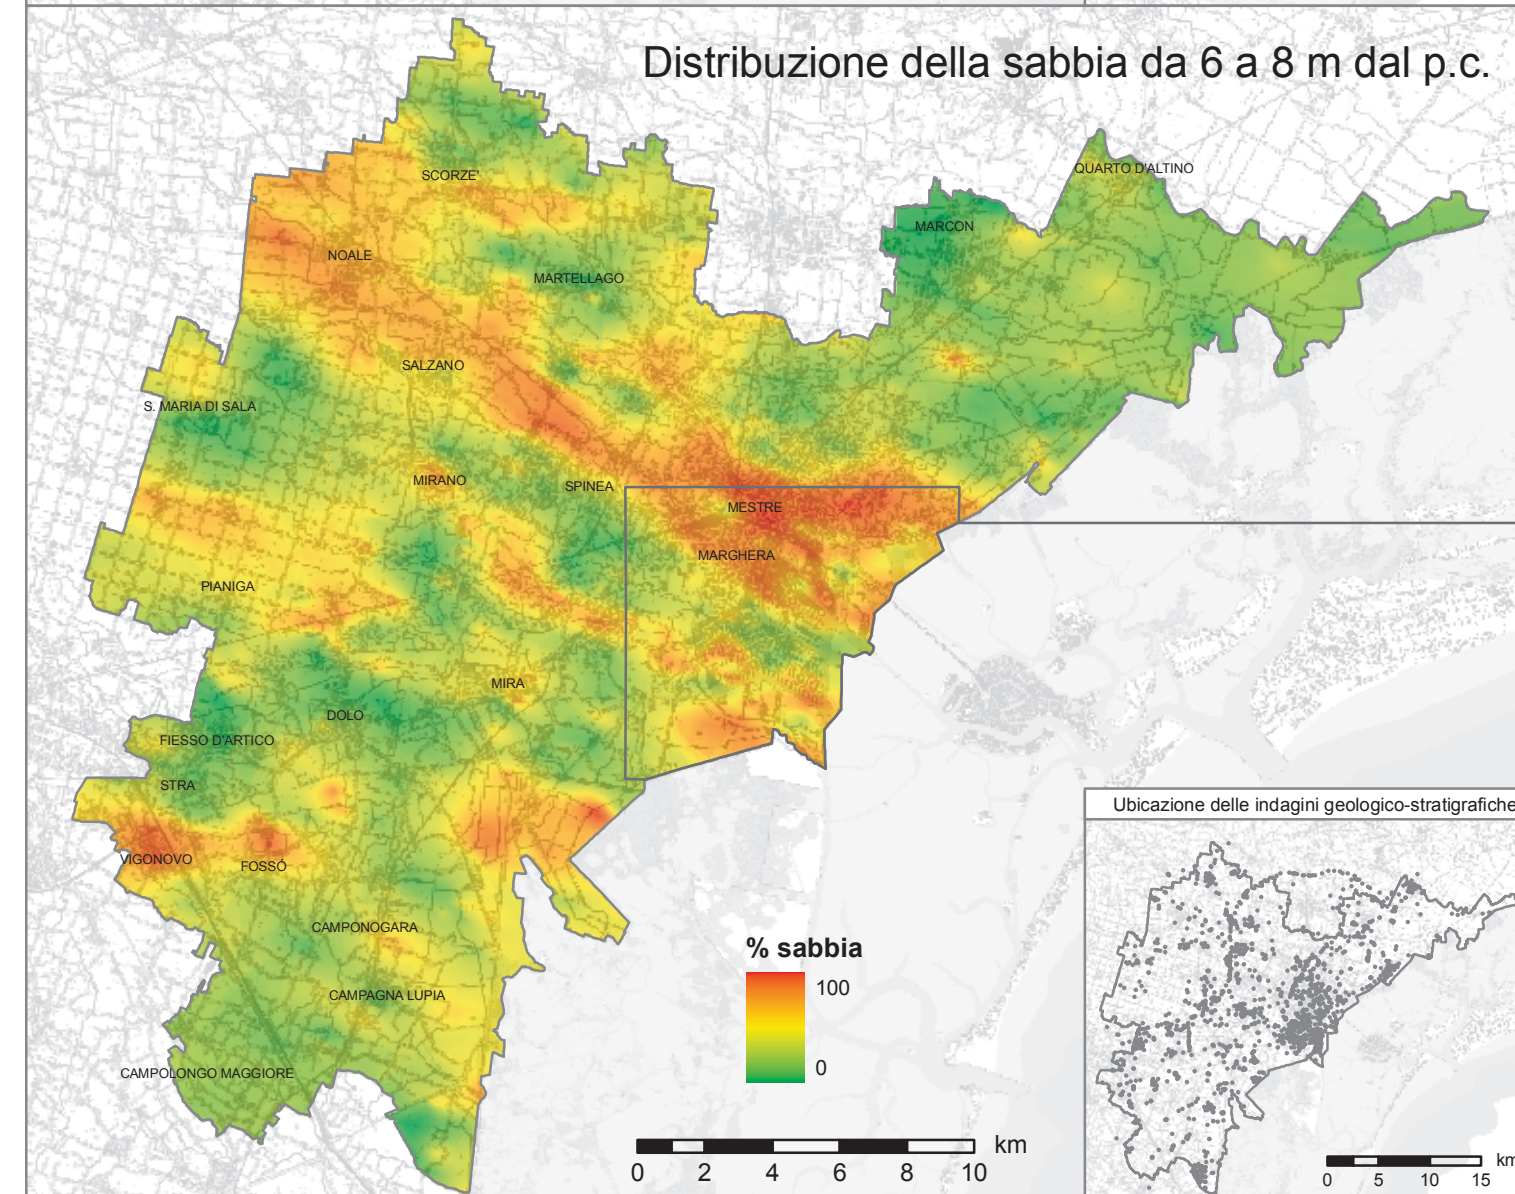 Distribuzione della sabbia da 6 a 8 m dal p.c.
QUARTO D'ALTINO
SCORZE'
MARCON
NOALE
MARTELLAGO
SALZANO
S. MARIA DI SALA
MIRANO
SPINEA
MESTRE
MARGHERA
PIANIGA
MIRA
DOLO
FIESSO D'ARTICO
STRA
VIGONOVO
FOSSÓ
CAMPONOGARA
CAMPAGNA LUPIA
CAMPOLONGO MAGGIORE
% sabbia
100
0
0 2 4 6 8 10 km
Ubicazione delle indagini geologico-stratigrafiche
0 5 10 15 km